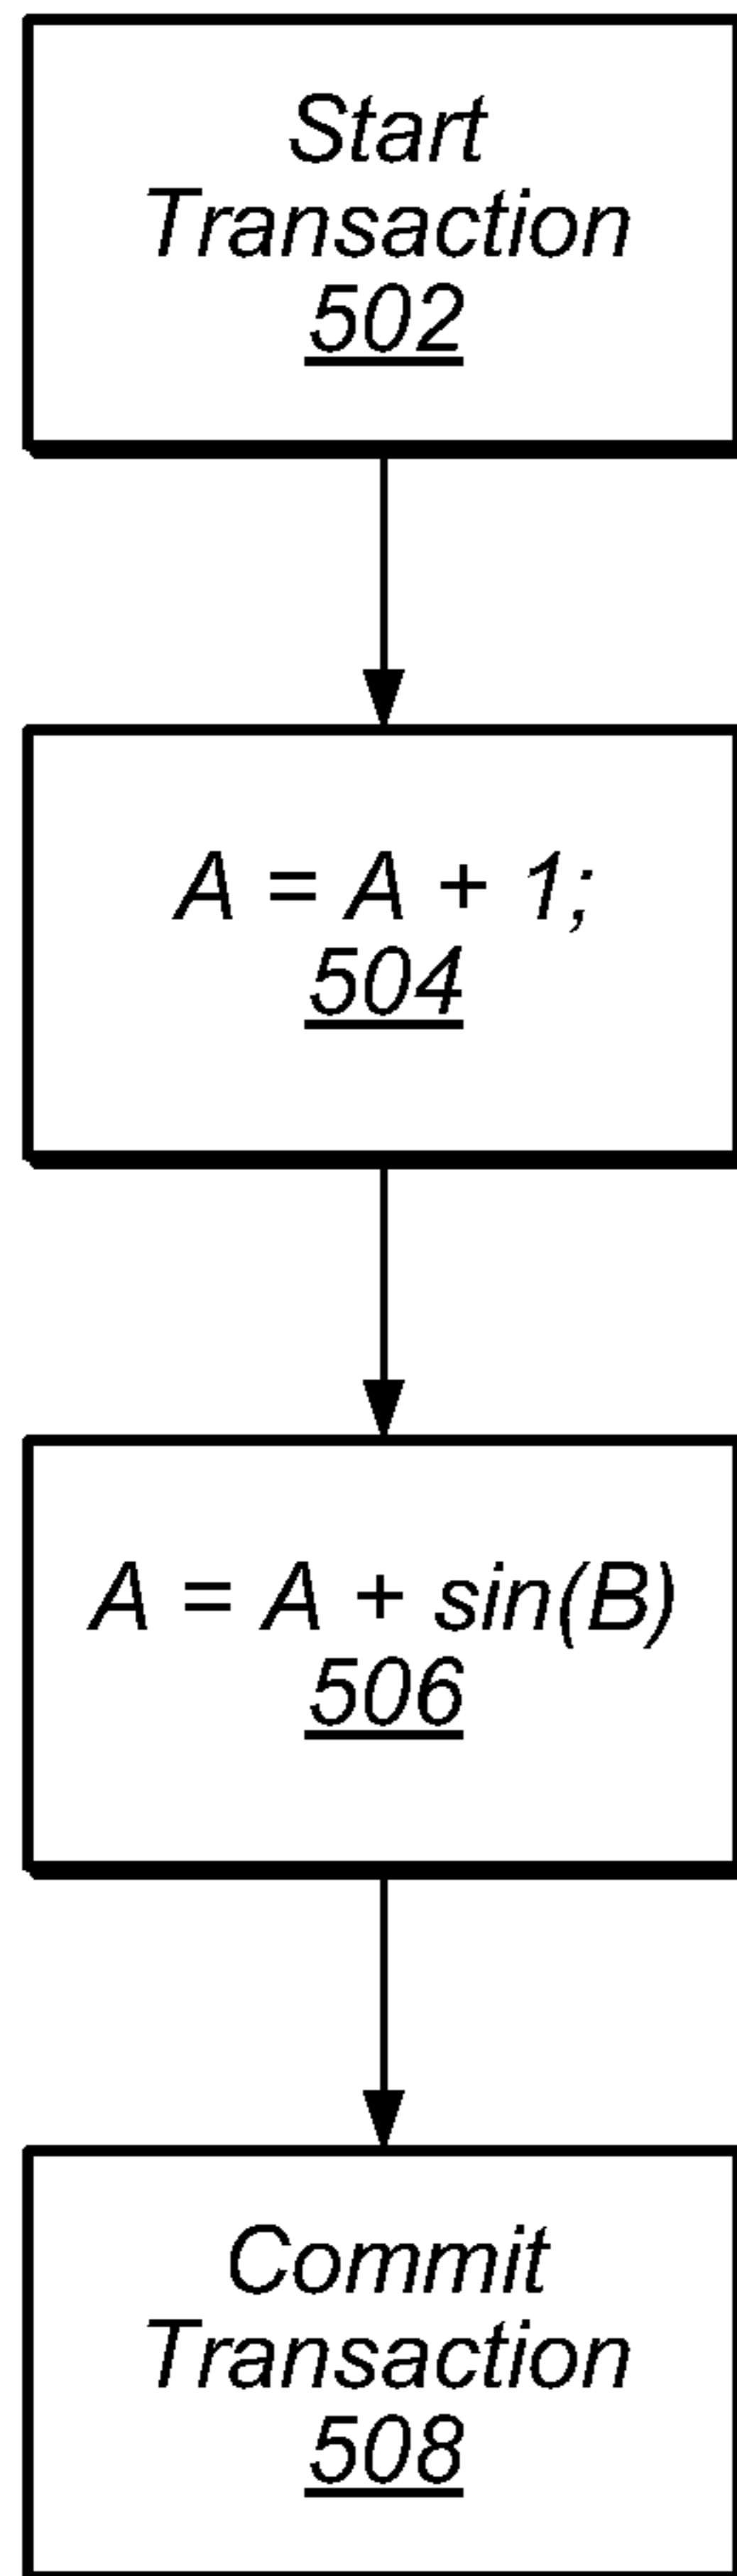 Start
Transaction
502
A = A + 1;
504
A = A + sin(B)
506
Commit
Transaction
508